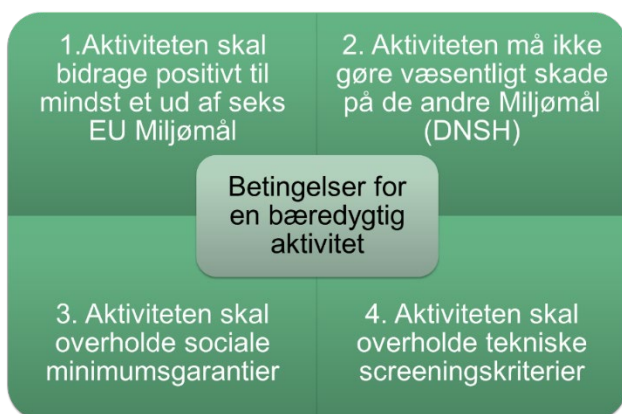 1.Aktiviteten skal
bidrage positivt til
mindst et ud af seks
EU Miljømål
2. Aktiviteten må ikke
gøre væsentligt skade
på de andre Miljømål
(DNSH)
Betingelser for
en bæredygtig
aktivitet
3. Aktiviteten skal
overholde sociale
minimumsgarantier
4. Aktiviteten skal
overholde tekniske
screeningskriterier